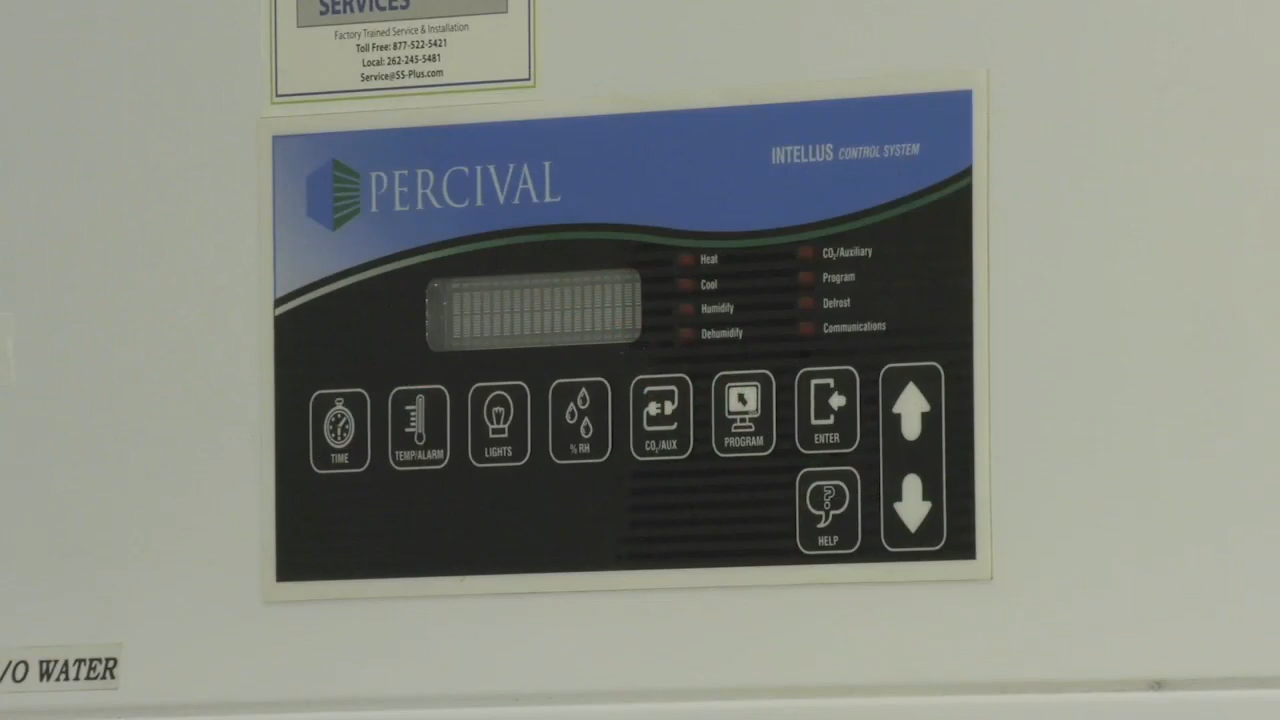 SERVICES
Factory Trained Service & Installation
Toll Free: 877-522-5421
Local: 262-245-5481
Service@SS-Plus.com
PERCIVAL
INTELLUS CONTROL SYSTEM
Heat
Cool
Humidify
Dehumidify
CO₂/Auxiliary
Program
Defrost
Communications
TIME
TEMP/ALARM
LIGHTS
% RH
CO₂/AUX
PROGRAM
ENTER
HELP
/O WATER